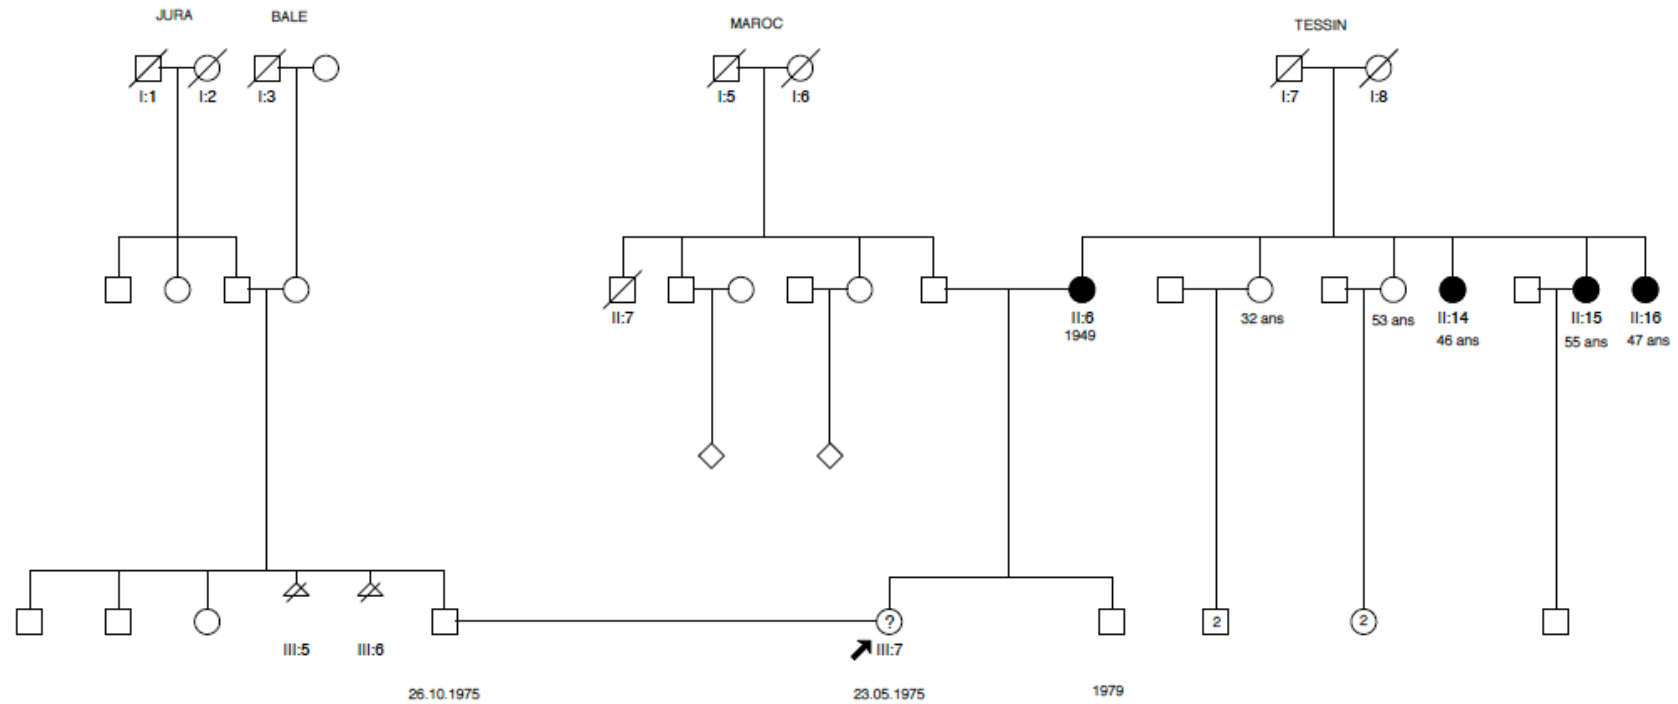 JURA
BALE
MAROC
TESSIN
I:1
I:2
I:3
I:5
I:6
I:7
I:8
II:7
II:6
1949
32 ans
53 ans
II:14
46 ans
II:15
55 ans
II:16
47 ans
III:5
III:6
?
III:7
2
2
26.10.1975
23.05.1975
1979